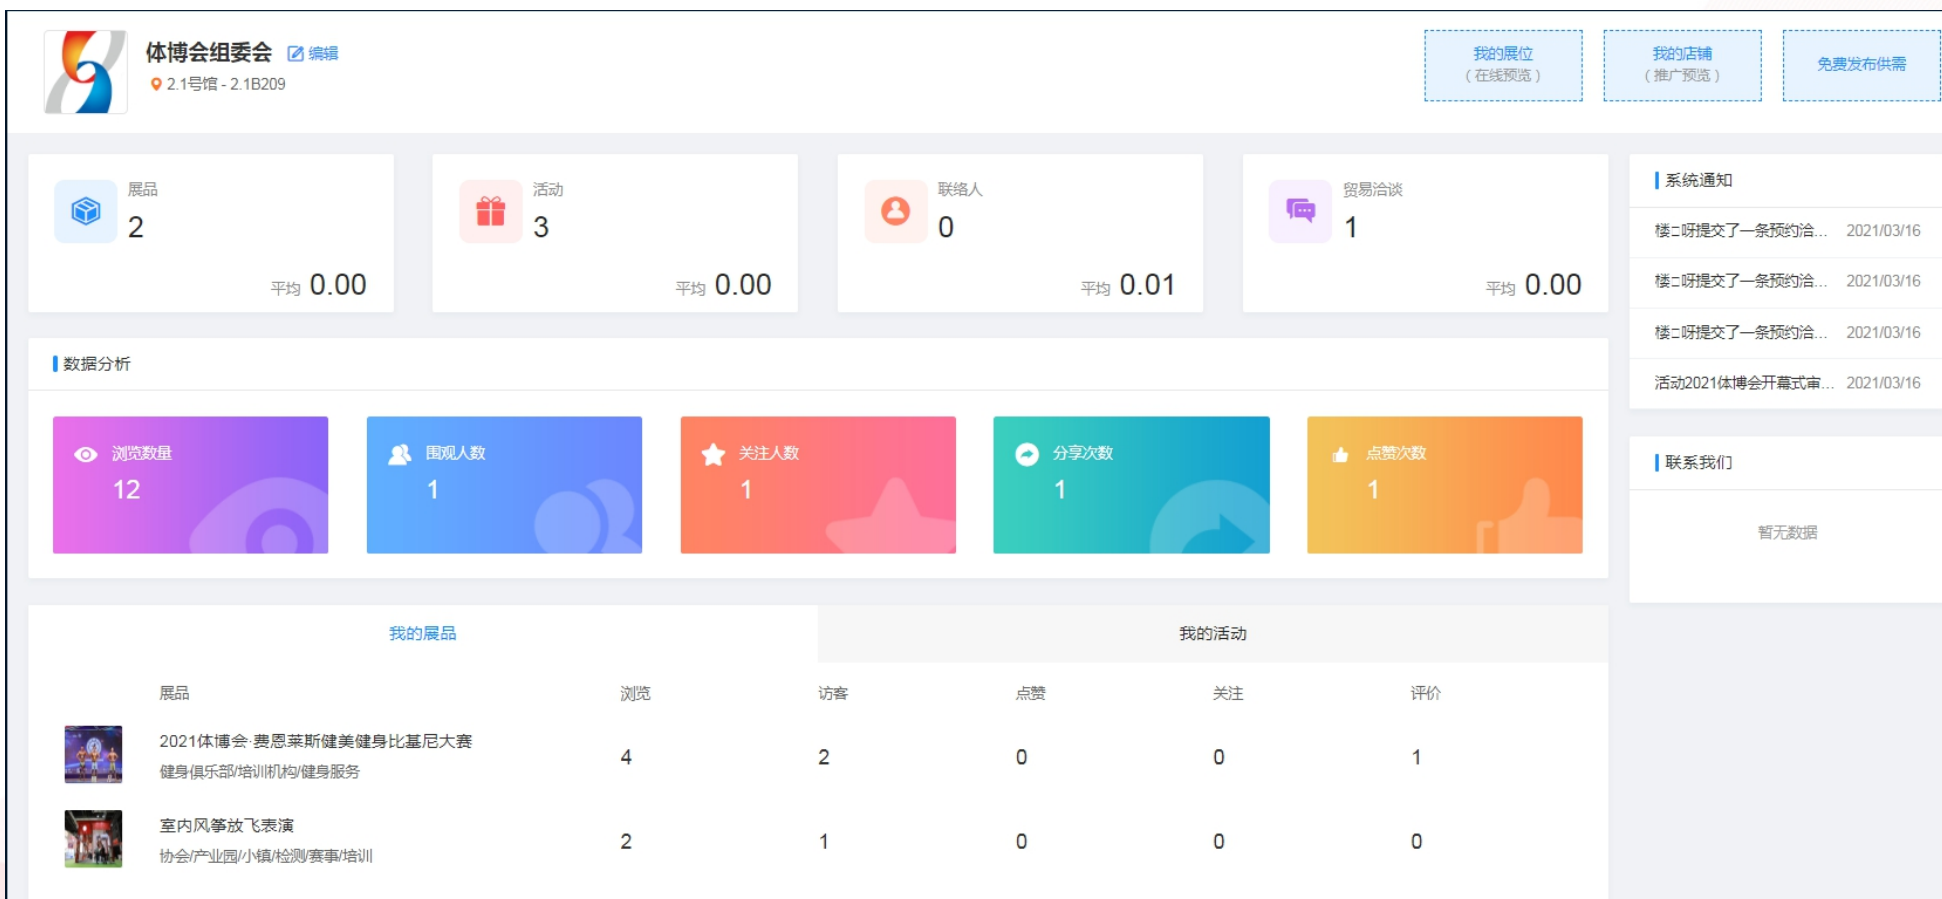 体博会组委会 编辑
2.1号馆 - 2.1B209
我的展位
（在线预览）
我的店铺
（推广预览）
免费发布供需
展品
2
平均 0.00
活动
3
平均 0.00
联络人
0
平均 0.01
贸易洽谈
1
平均 0.00
系统通知
呀提交了一条预约洽... 2021/03/16
呀提交了一条预约洽... 2021/03/16
呀提交了一条预约洽... 2021/03/16
活动2021体博会开幕式审... 2021/03/16
联系我们
暂无数据
数据分析
浏览数量
12
围观人数
1
关注人数
1
分享次数
1
点赞次数
1
我的展品 我的活动
展品 浏览 访客 点赞 关注 评价
2021体博会·费恩莱斯健美健身比基尼大赛
健身俱乐部/培训机构/健身服务
4 2 0 0 1
室内风筝放飞表演
协会/产业园/小镇/检测/赛事/培训
2 1 0 0 0